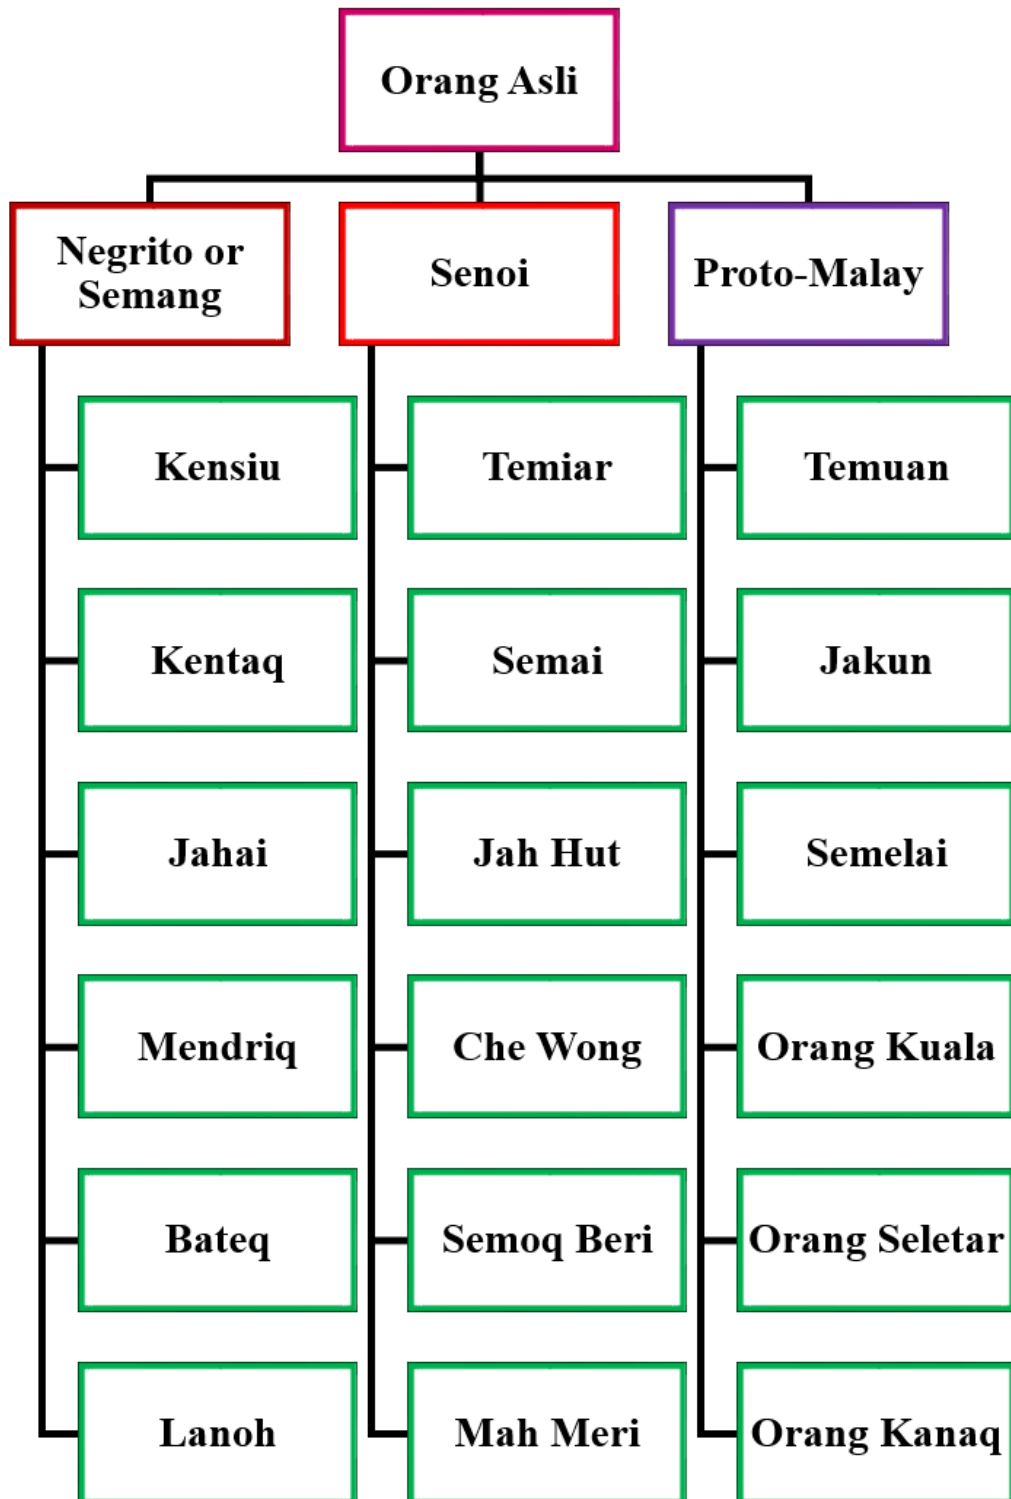 Orang Asli
Negrito or
Semang
Senoi
Proto-Malay
Kensiu
Temiar
Temuan
Kentaq
Semai
Jakun
Jahai
Jah Hut
Semelai
Mendriq
Che Wong
Orang Kuala
Bateq
Semoq Beri
Orang Seletar
Lanoh
Mah Meri
Orang Kanaq